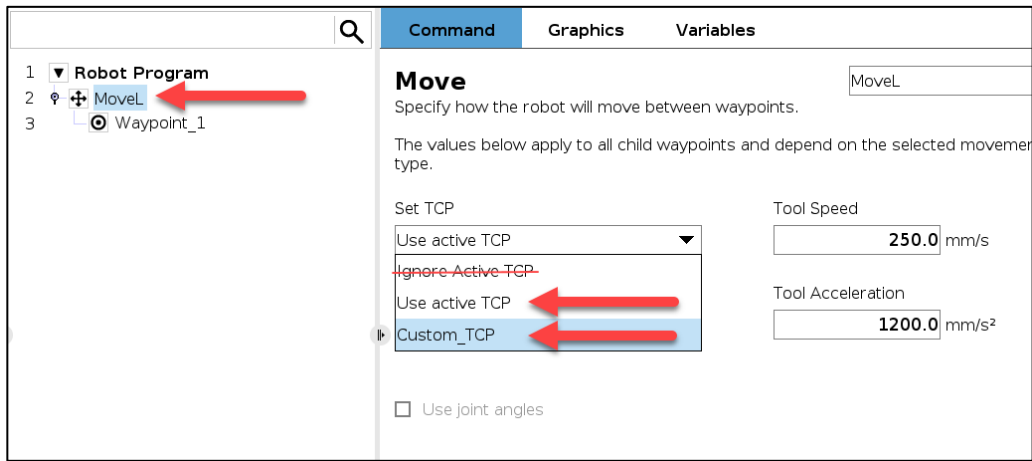 Command Graphics Variables
1 Robot Program
2 MoveL
3 Waypoint_1
Move
MoveL
Specify how the robot will move between waypoints.
The values below apply to all child waypoints and depend on the selected movemen
type.
Set TCP
Tool Speed
Use active TCP
250.0 mm/s
Ignore Active TCP
Use active TCP
Tool Acceleration
Custom_TCP
1200.0 mm/s²
Use joint angles